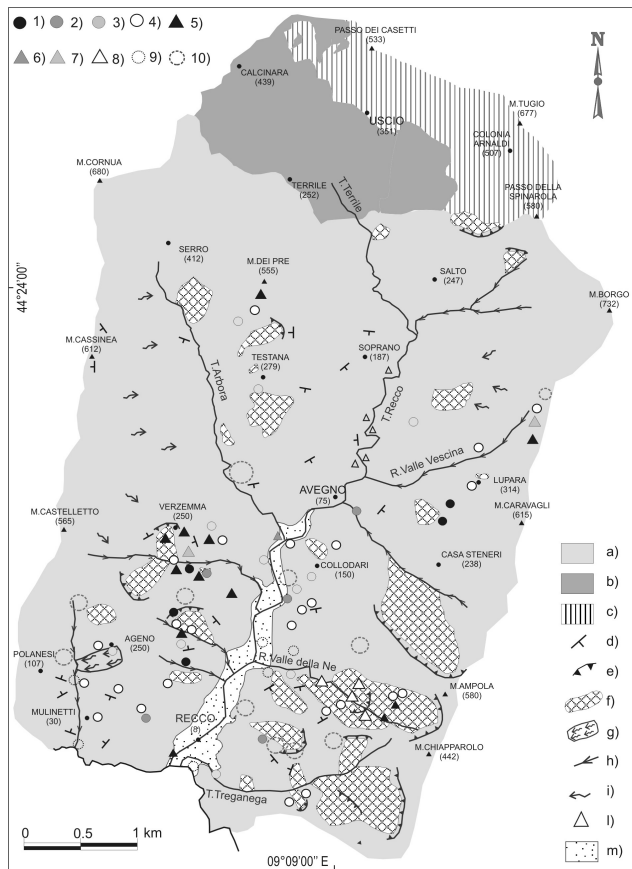 1) 2) 3) 4) 5)
6) 7) 8) 9) 10)
N
PASSO DEI CASETTI
(533)
CALCINARA
(439)
USCIO
(351)
M.TUGIO
(677)
COLONIA
ARNALDI
(507)
M.CORNUA
(680)
TERRILE
(252)
T.Terrile
PASSO DELLA
SPINAROLA
(580)
SERRO
(412)
M.DEI PRE
(555)
SALTO
(247)
44°24'00"
M.BORGO
(732)
M.CASSINEA
(612)
TESTANA
(279)
SOPRANO
(187)
T.Arbora
T.Recco
R.Valle Vescina
LUPARA
(314)
AVEGNO
(75)
M.CASTELLETTO
(565)
VERZEMMA
(250)
M.CARAVAGLI
(615)
COLLODARI
(150)
CASA STENERI
(238)
AGENO
(250)
POLANESI
(107)
R.Valle della Ne
M.AMPOLA
(580)
MULINETTI
(30)
RECCO
(8)
M.CHIAPPAROLO
(442)
T.Treganega
a)
b)
c)
d)
e)
f)
g)
h)
i)
l)
m)
0 0.5 1 km
09°09'00" E